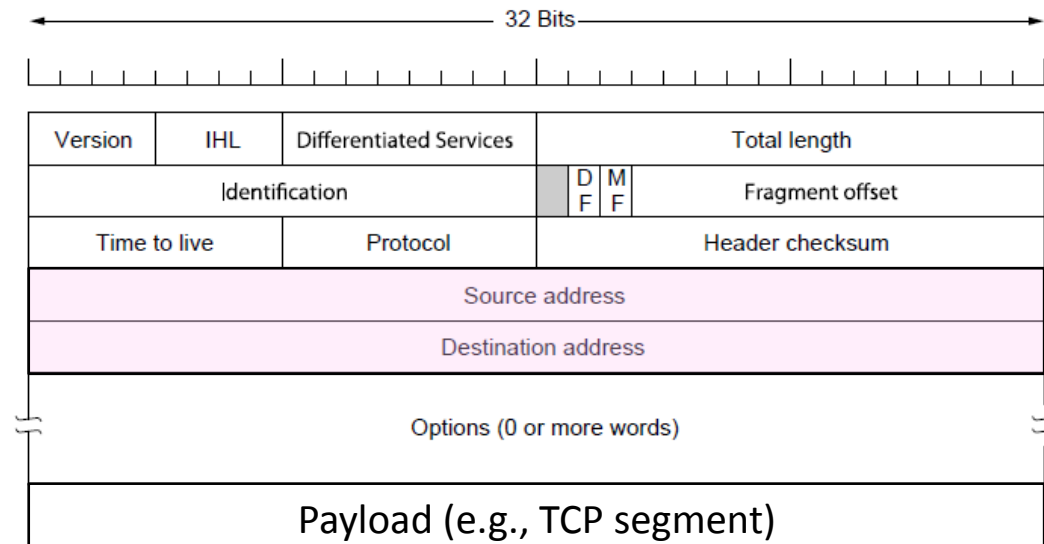 32 Bits
Version IHL Differentiated Services Total length
Identification D F M F Fragment offset
Time to live Protocol Header checksum
Source address
Destination address
Options (0 or more words)
Payload (e.g., TCP segment)